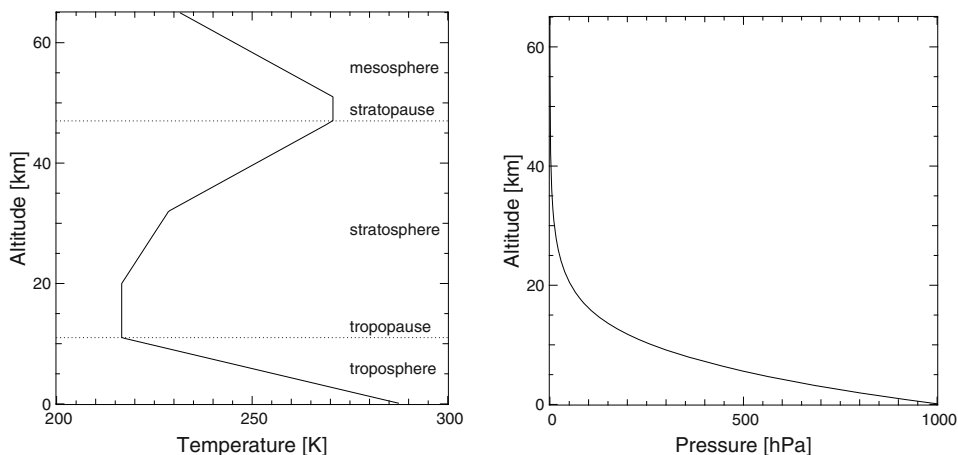 60
40
20
0
Altitude [km]
mesosphere
stratopause
stratosphere
tropopause
troposphere
200
250
300
Temperature [K]
60
40
20
0
Altitude [km]
0
500
1000
Pressure [hPa]